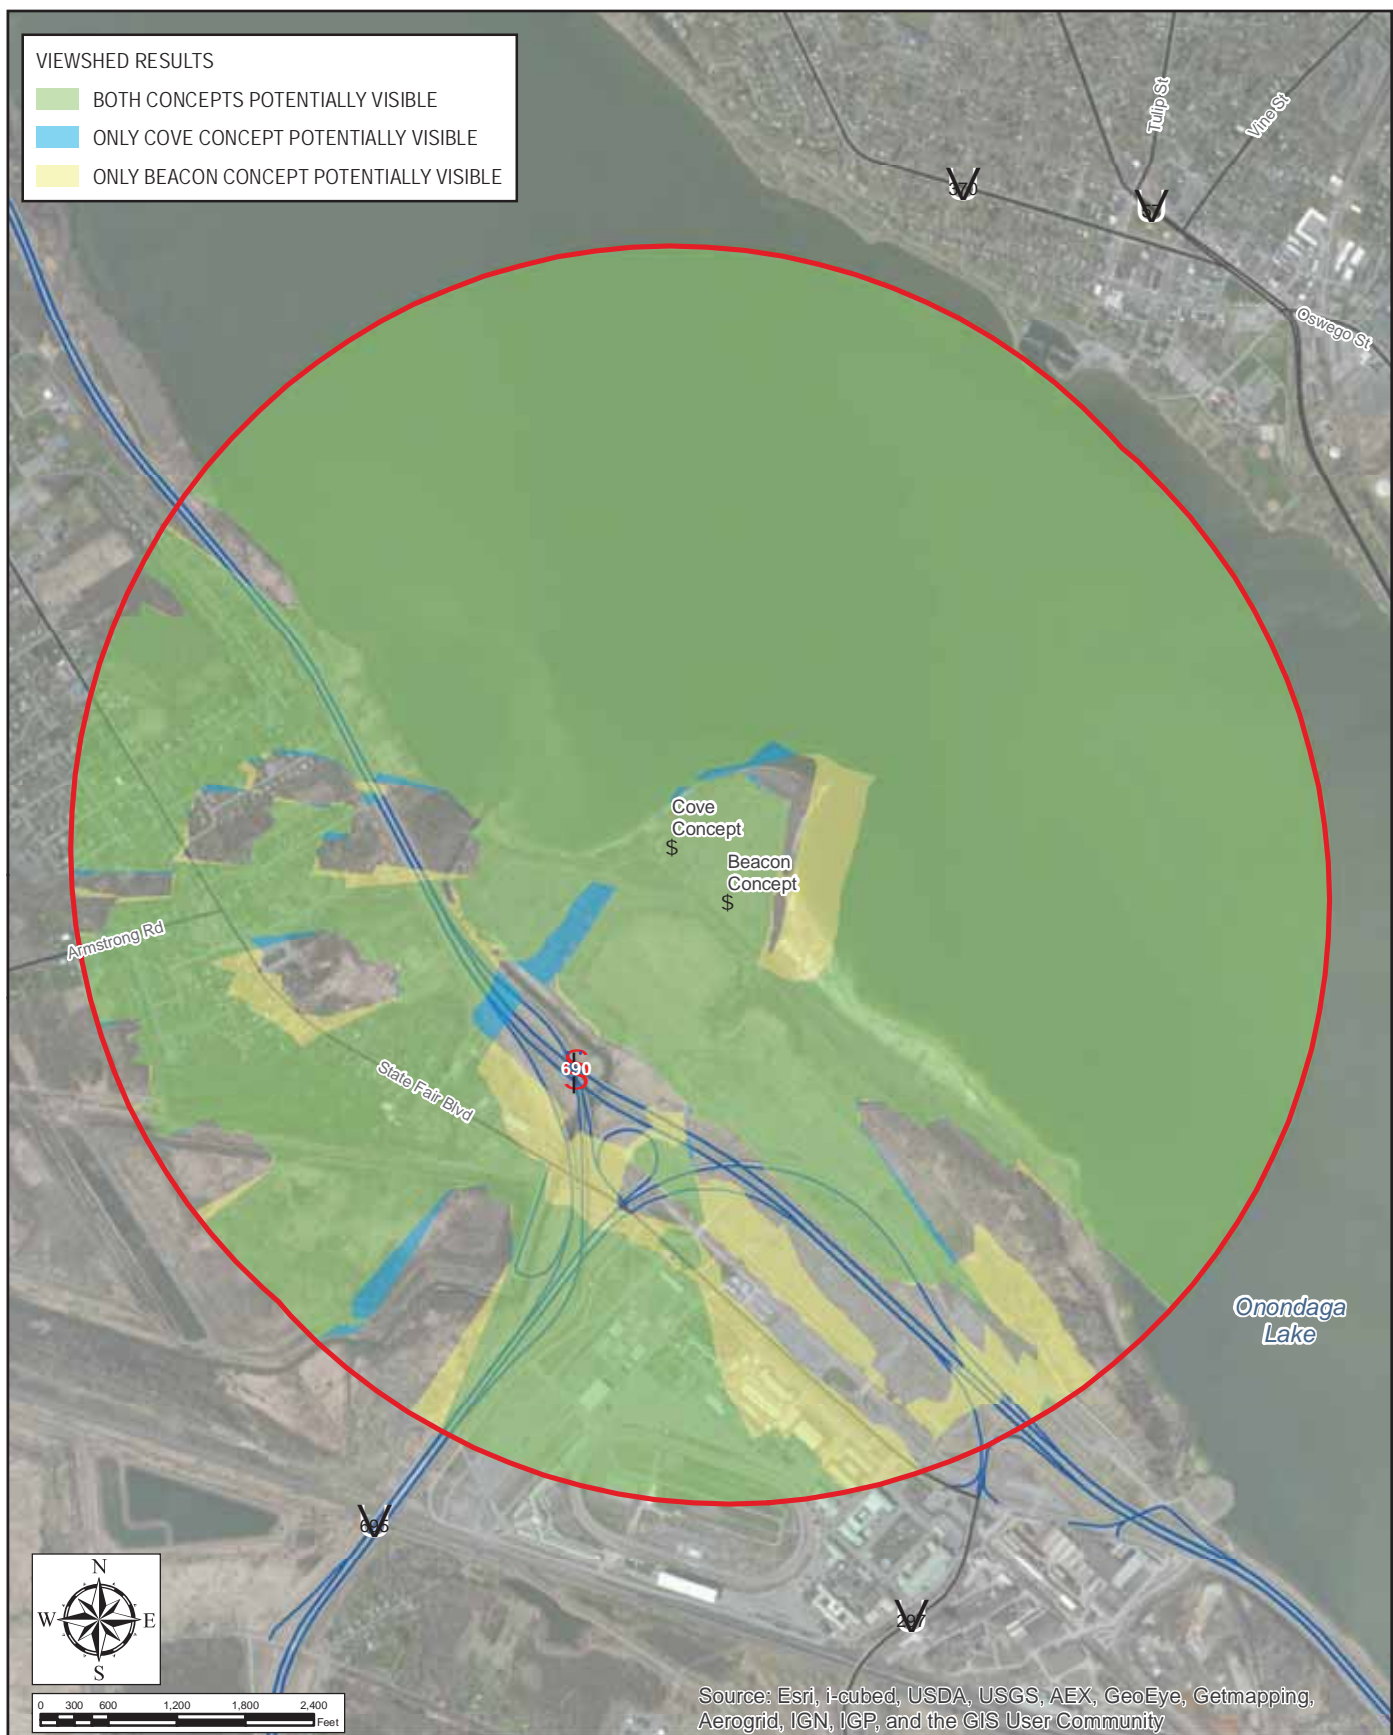 VIEWSHED RESULTS
BOTH CONCEPTS POTENTIALLY VISIBLE
ONLY COVE CONCEPT POTENTIALLY VISIBLE
ONLY BEACON CONCEPT POTENTIALLY VISIBLE
Tulip St
Vine St
V
370
V
57
Oswego St
Cove
Concept
$
Beacon
Concept
$
Armstrong Rd
State Fair Blvd
$
690
Onondaga
Lake
V
695
V
297
N
W E
S
0 300 600 1,200 1,800 2,400
Feet
Source: Esri, i-cubed, USDA, USGS, AEX, GeoEye, Getmapping,
Aerogrid, IGN, IGP, and the GIS User Community